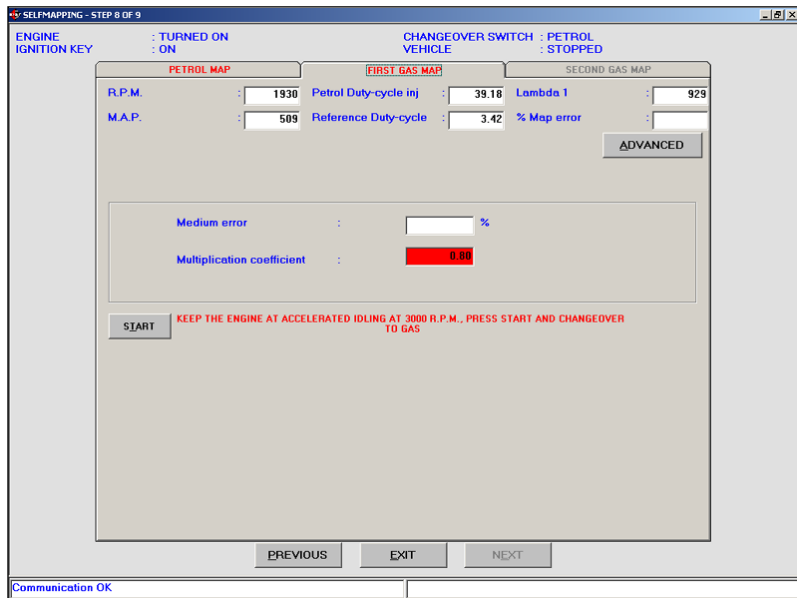 SELFMAPPING - STEP 8 OF 9
ENGINE : TURNED ON CHANGEOVER SWITCH : PETROL
IGNITION KEY : ON VEHICLE : STOPPED
PETROL MAP FIRST GAS MAP SECOND GAS MAP
R.P.M. : 1930 Petrol Duty-cycle inj : 39.18 Lambda 1 : 929
M.A.P. : 509 Reference Duty-cycle : 3.42 % Map error :
ADVANCED
Medium error : %
Multiplication coefficient : 0.80
START KEEP THE ENGINE AT ACCELERATED IDLING AT 3000 R.P.M., PRESS START AND CHANGEOVER
TO GAS
PREVIOUS EXIT NEXT
Communication OK